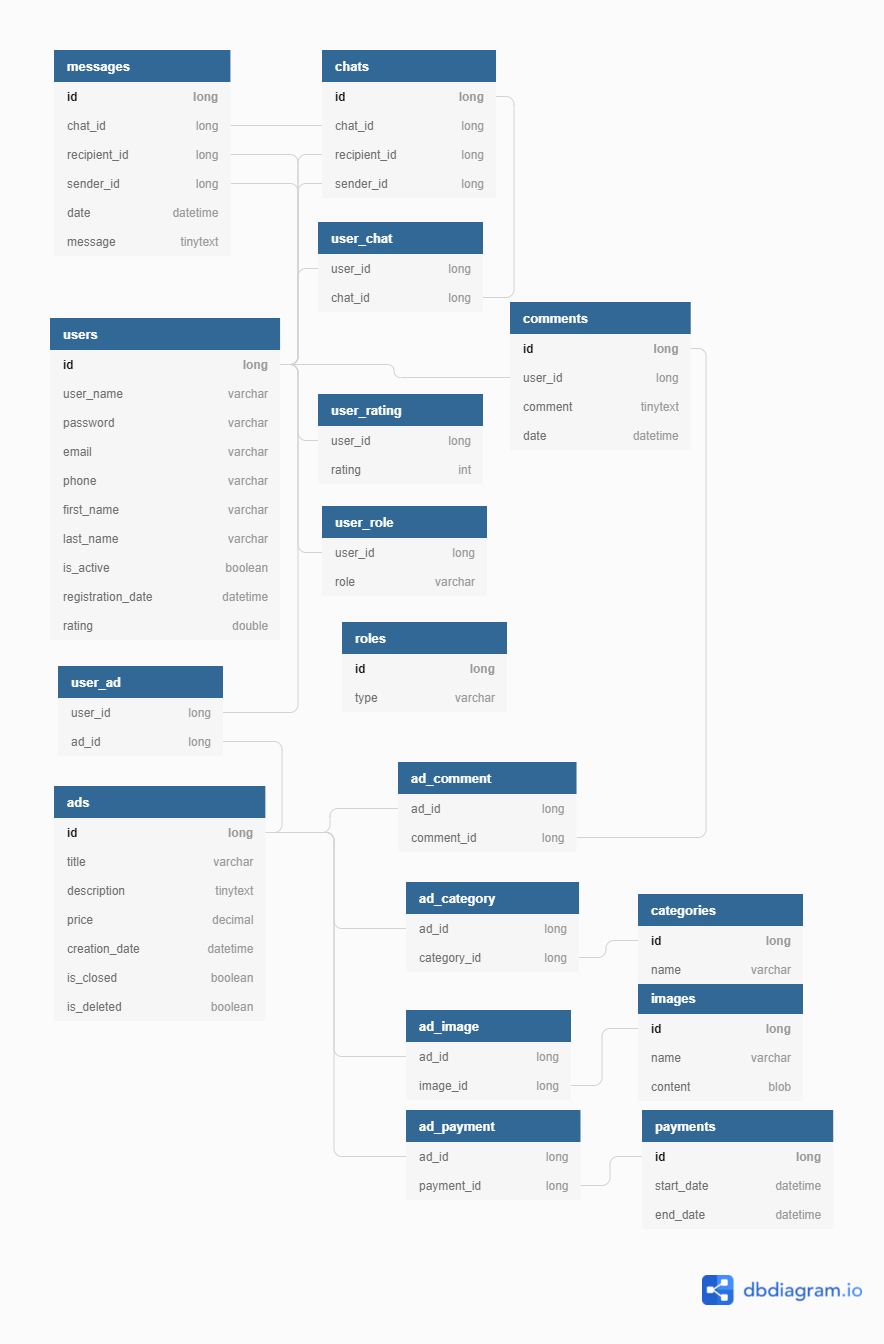 messages
id long
chat_id long
recipient_id long
sender_id long
date datetime
message tinytext
chats
id long
chat_id long
recipient_id long
sender_id long
user_chat
user_id long
chat_id long
comments
id long
user_id long
comment tinytext
date datetime
users
id long
user_name varchar
password varchar
email varchar
phone varchar
first_name varchar
last_name varchar
is_active boolean
registration_date datetime
rating double
user_rating
user_id long
rating int
user_role
user_id long
role varchar
roles
id long
type varchar
user_ad
user_id long
ad_id long
ads
id long
title varchar
description tinytext
price decimal
creation_date datetime
is_closed boolean
is_deleted boolean
ad_comment
ad_id long
comment_id long
ad_category
ad_id long
category_id long
categories
id long
name varchar
images
id long
name varchar
content blob
ad_image
ad_id long
image_id long
ad_payment
ad_id long
payment_id long
payments
id long
start_date datetime
end_date datetime
dbdiagram.io